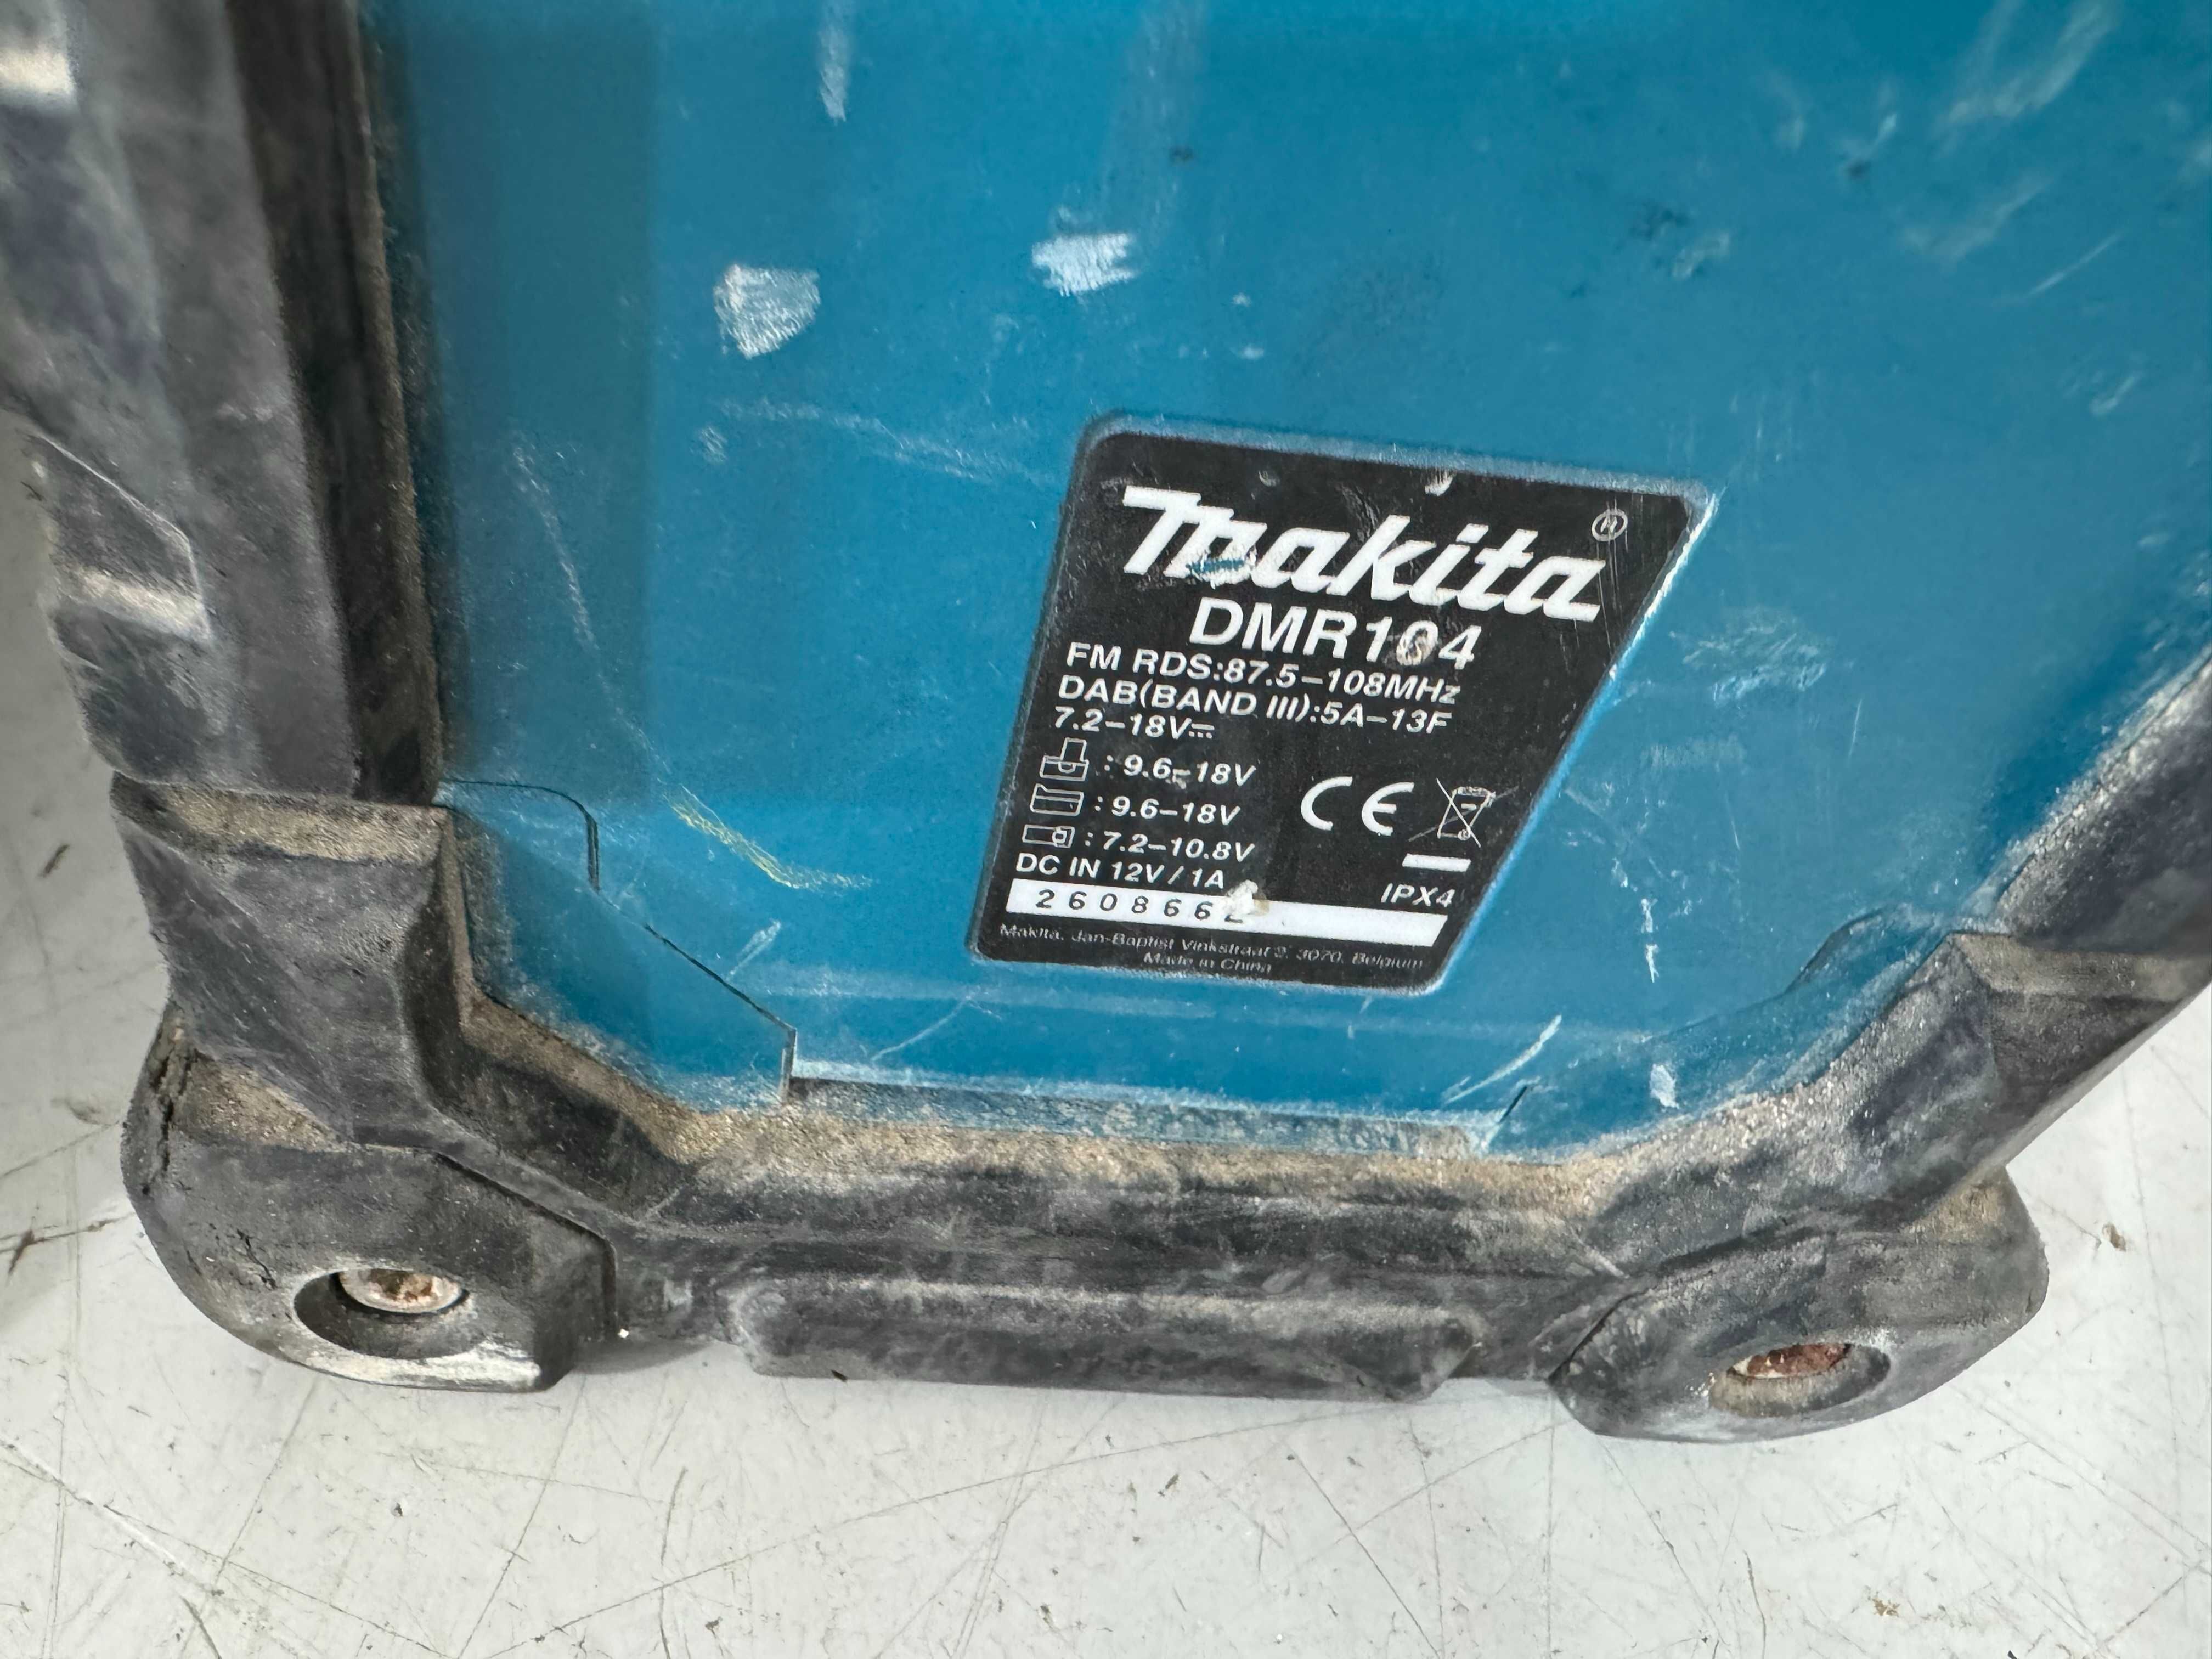 makita®
DMR104
FM RDS:87.5–108MHz
DAB(BAND III):5A–13F
7.2–18V
: 9.6–18V
: 9.6–18V
: 7.2–10.8V
DC IN 12V / 1A
CE
IPX4
260866
Makita, Jan-Baptist Vinkstraat 2, 3070, Belgium
Made in China